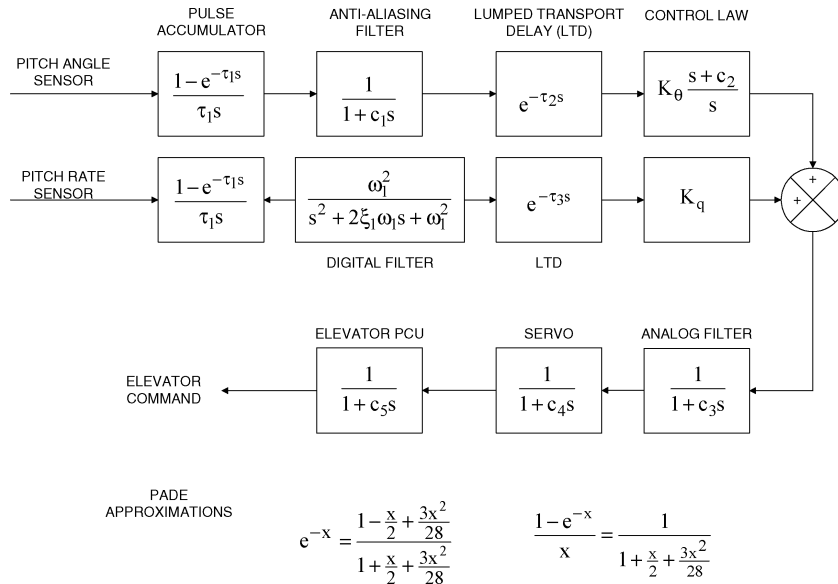 PULSE ACCUMULATOR
ANTI-ALIASING FILTER
LUMPED TRANSPORT DELAY (LTD)
CONTROL LAW
PITCH ANGLE SENSOR
(1 − e^{−τ₁s}) / (τ₁s)
1 / (1 + c₁s)
e^{−τ₂s}
K_θ (s + c₂) / s
PITCH RATE SENSOR
(1 − e^{−τ₁s}) / (τ₁s)
ω₁² / (s² + 2ξ₁ω₁s + ω₁²)
e^{−τ₃s}
K_q
+
+
DIGITAL FILTER
LTD
ELEVATOR PCU
SERVO
ANALOG FILTER
ELEVATOR COMMAND
1 / (1 + c₅s)
1 / (1 + c₄s)
1 / (1 + c₃s)
PADE APPROXIMATIONS
e^{−x} = (1 − x/2 + 3x²/28) / (1 + x/2 + 3x²/28)
(1 − e^{−x}) / x = 1 / (1 + x/2 + 3x²/28)